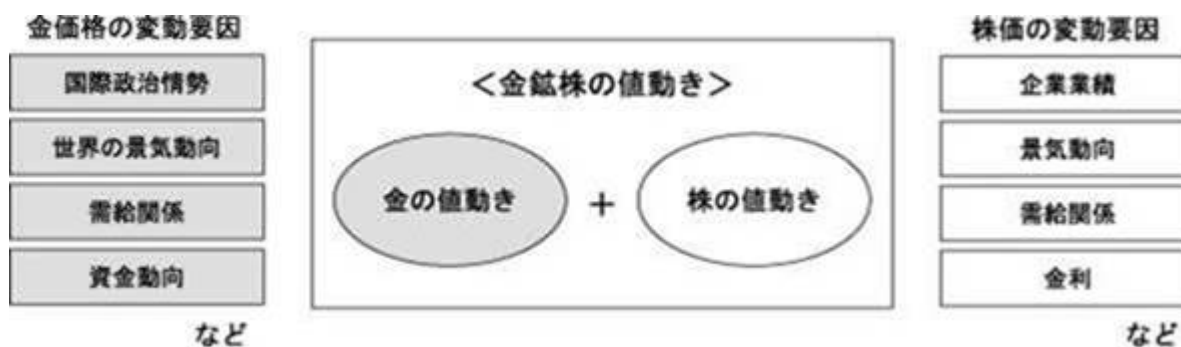 金価格の変動要因
国際政治情勢
世界の景気動向
需給関係
資金動向
など
＜金鉱株の値動き＞
金の値動き
+
株の値動き
株価の変動要因
企業業績
景気動向
需給関係
金利
など